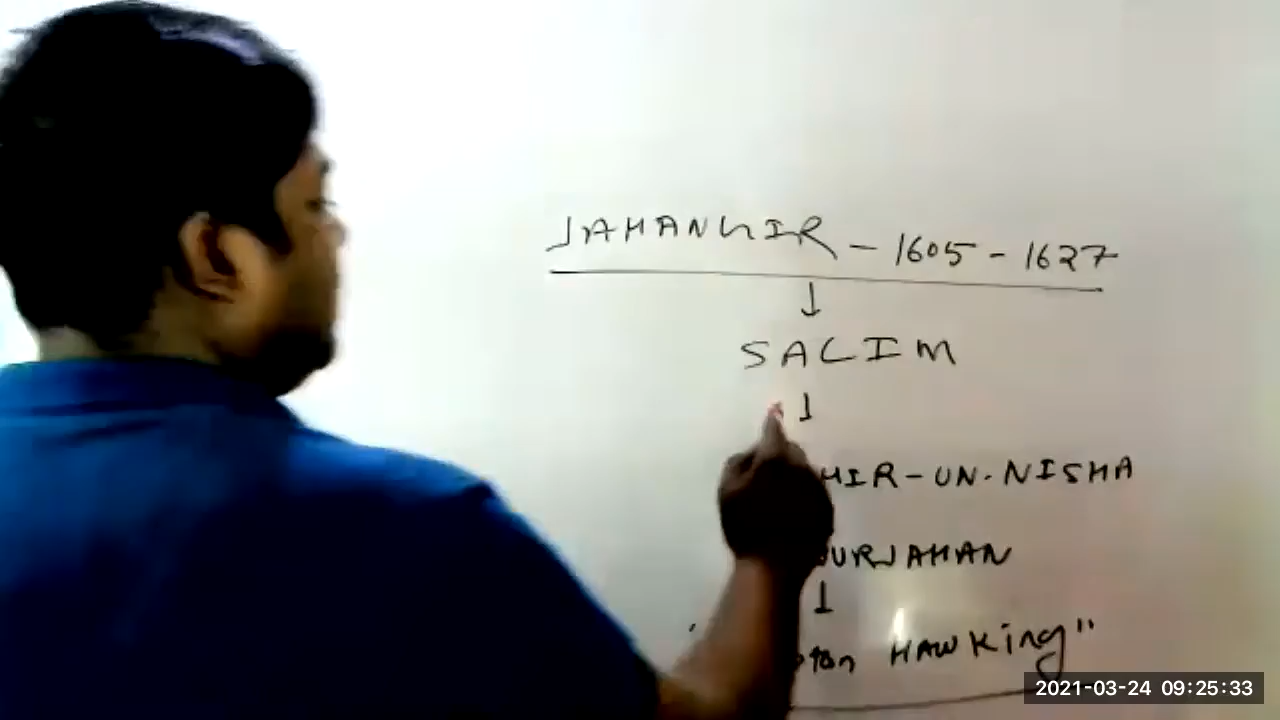 JAHANGIR - 1605 - 1627
SALIM
HIR-UN-NISHA
URJAHAN
HAWKing"
2021-03-24 09:25:33